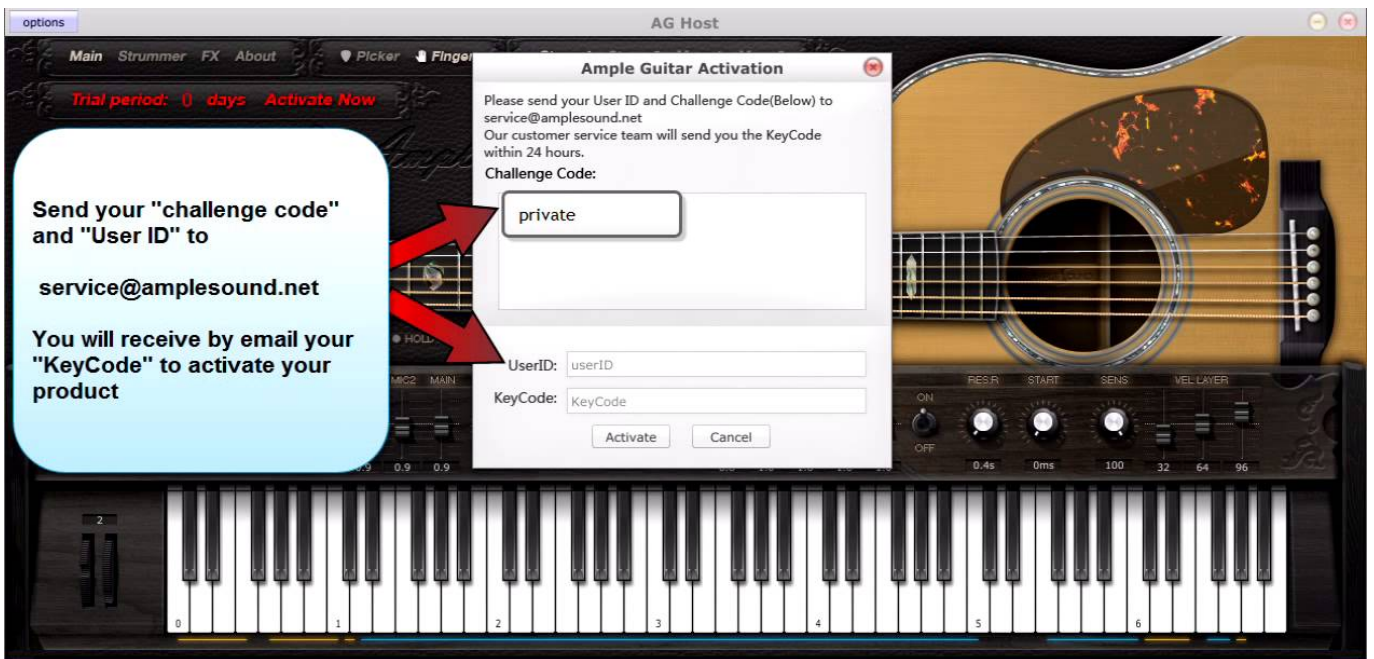 options
AG Host
Main Strummer FX About
Picker Finger
Trial period: 0 days Activate Now
Ample Guitar Activation
Please send your User ID and Challenge Code(Below) to
service@amplesound.net
Our customer service team will send you the KeyCode
within 24 hours.
Challenge Code:
private
Send your "challenge code"
and "User ID" to
service@amplesound.net
You will receive by email your
"KeyCode" to activate your
product
HOLD
UserID: userID
KeyCode: KeyCode
Activate Cancel
MIC2 MAIN
0.9 0.9 0.9
RES.R START SENS VEL LAYER
ON
OFF
0.4s 0ms 100 32 64 96
2
0 1 2 3 4 5 6